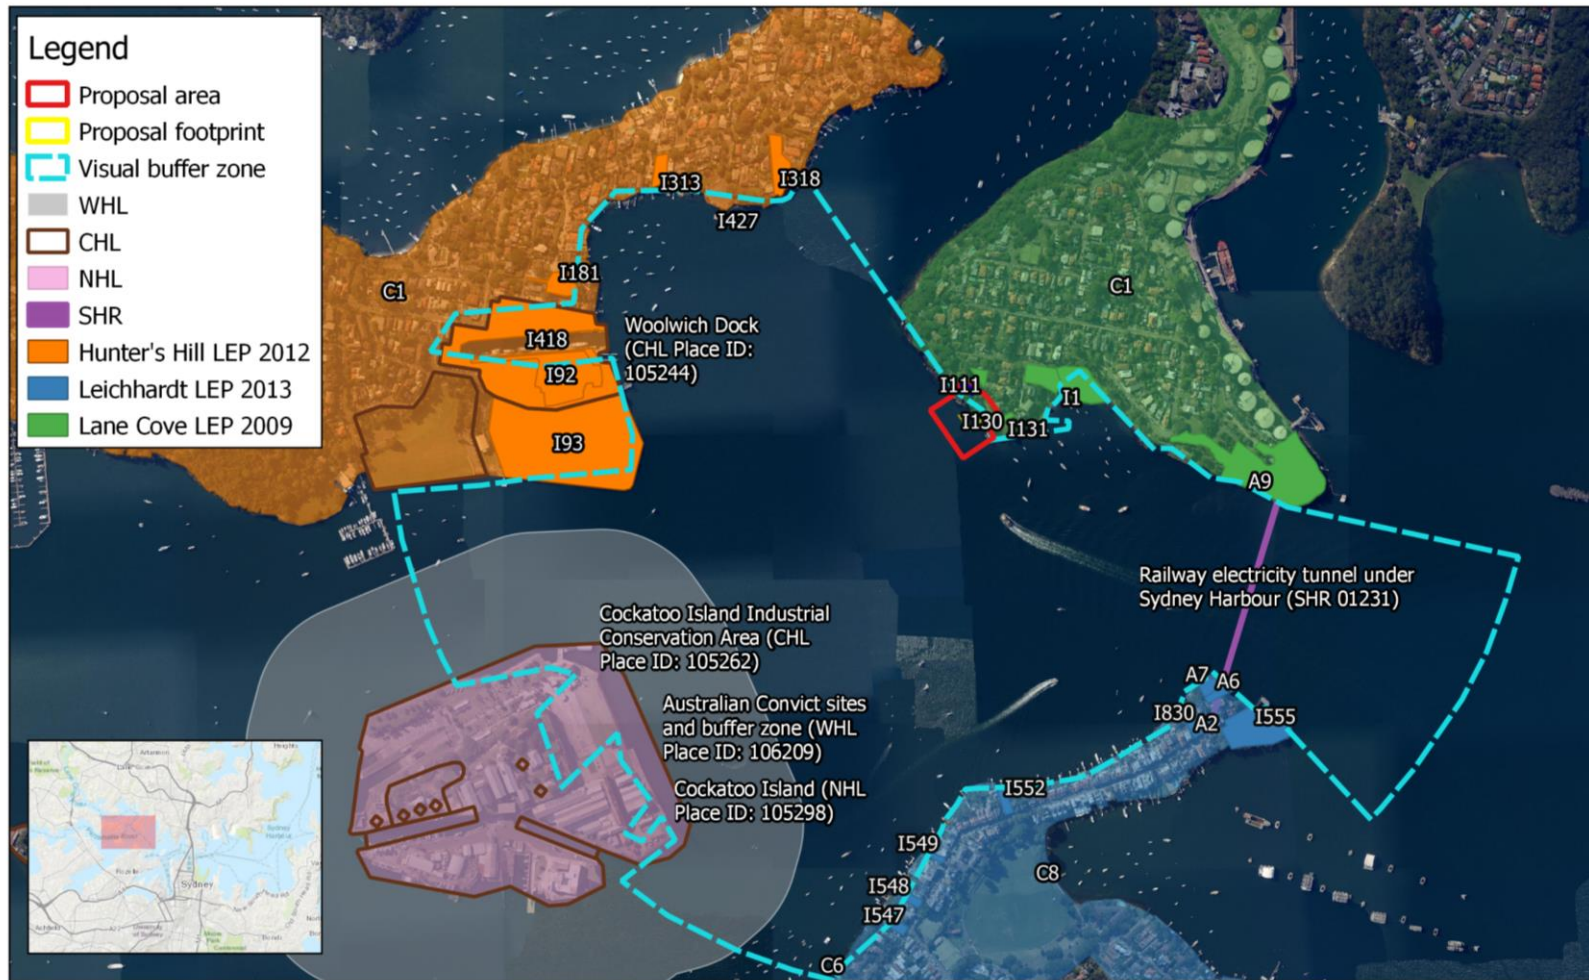 Legend
Proposal area
Proposal footprint
Visual buffer zone
WHL
CHL
NHL
SHR
Hunter's Hill LEP 2012
Leichhardt LEP 2013
Lane Cove LEP 2009
I313
I318
I427
I181
C1
C1
I418
Woolwich Dock
(CHL Place ID:
105244)
I92
I93
I111
I130
I131
I1
A9
Railway electricity tunnel under
Sydney Harbour (SHR 01231)
Cockatoo Island Industrial
Conservation Area (CHL
Place ID: 105262)
Australian Convict sites
and buffer zone (WHL
Place ID: 106209)
Cockatoo Island (NHL
Place ID: 105298)
A7
A6
I830
A2
I555
I552
I549
I548
I547
C8
C6
Sydney